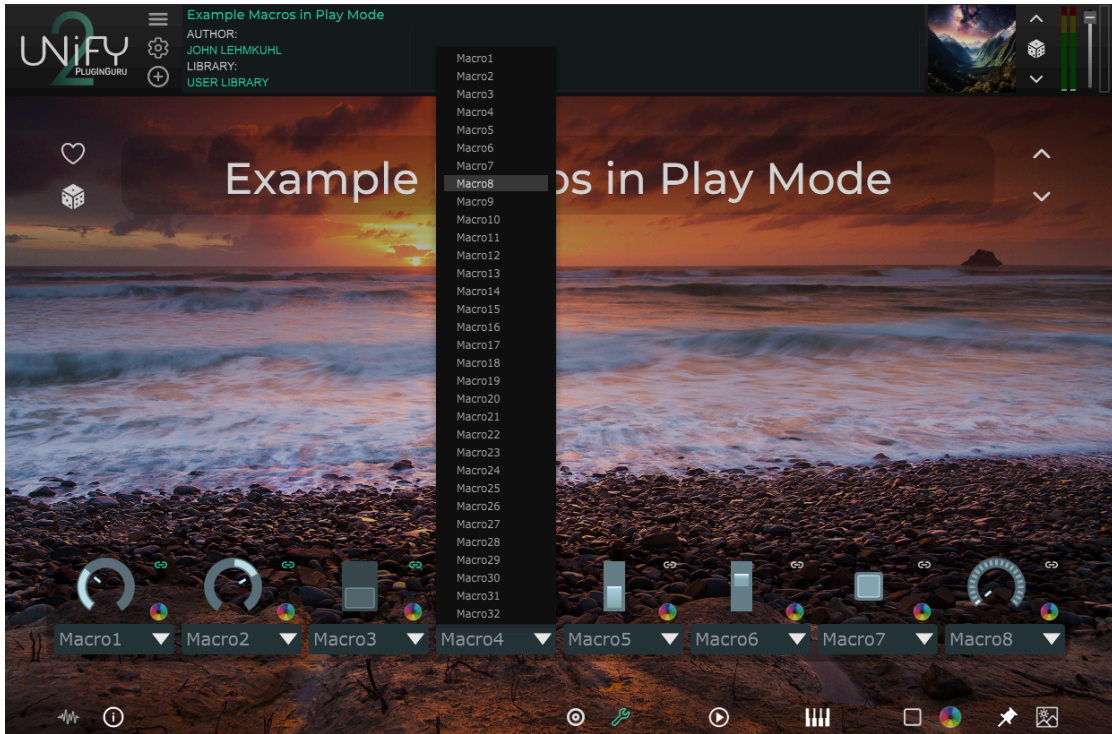 UNiFY
2
PLUGINGURU
Example Macros in Play Mode
AUTHOR:
JOHN LEHMKUHL
LIBRARY:
USER LIBRARY
Example
os in Play Mode
Macro1
Macro2
Macro3
Macro4
Macro5
Macro6
Macro7
Macro8
Macro9
Macro10
Macro11
Macro12
Macro13
Macro14
Macro15
Macro16
Macro17
Macro18
Macro19
Macro20
Macro21
Macro22
Macro23
Macro24
Macro25
Macro26
Macro27
Macro28
Macro29
Macro30
Macro31
Macro32
Macro1
Macro2
Macro3
Macro4
Macro5
Macro6
Macro7
Macro8